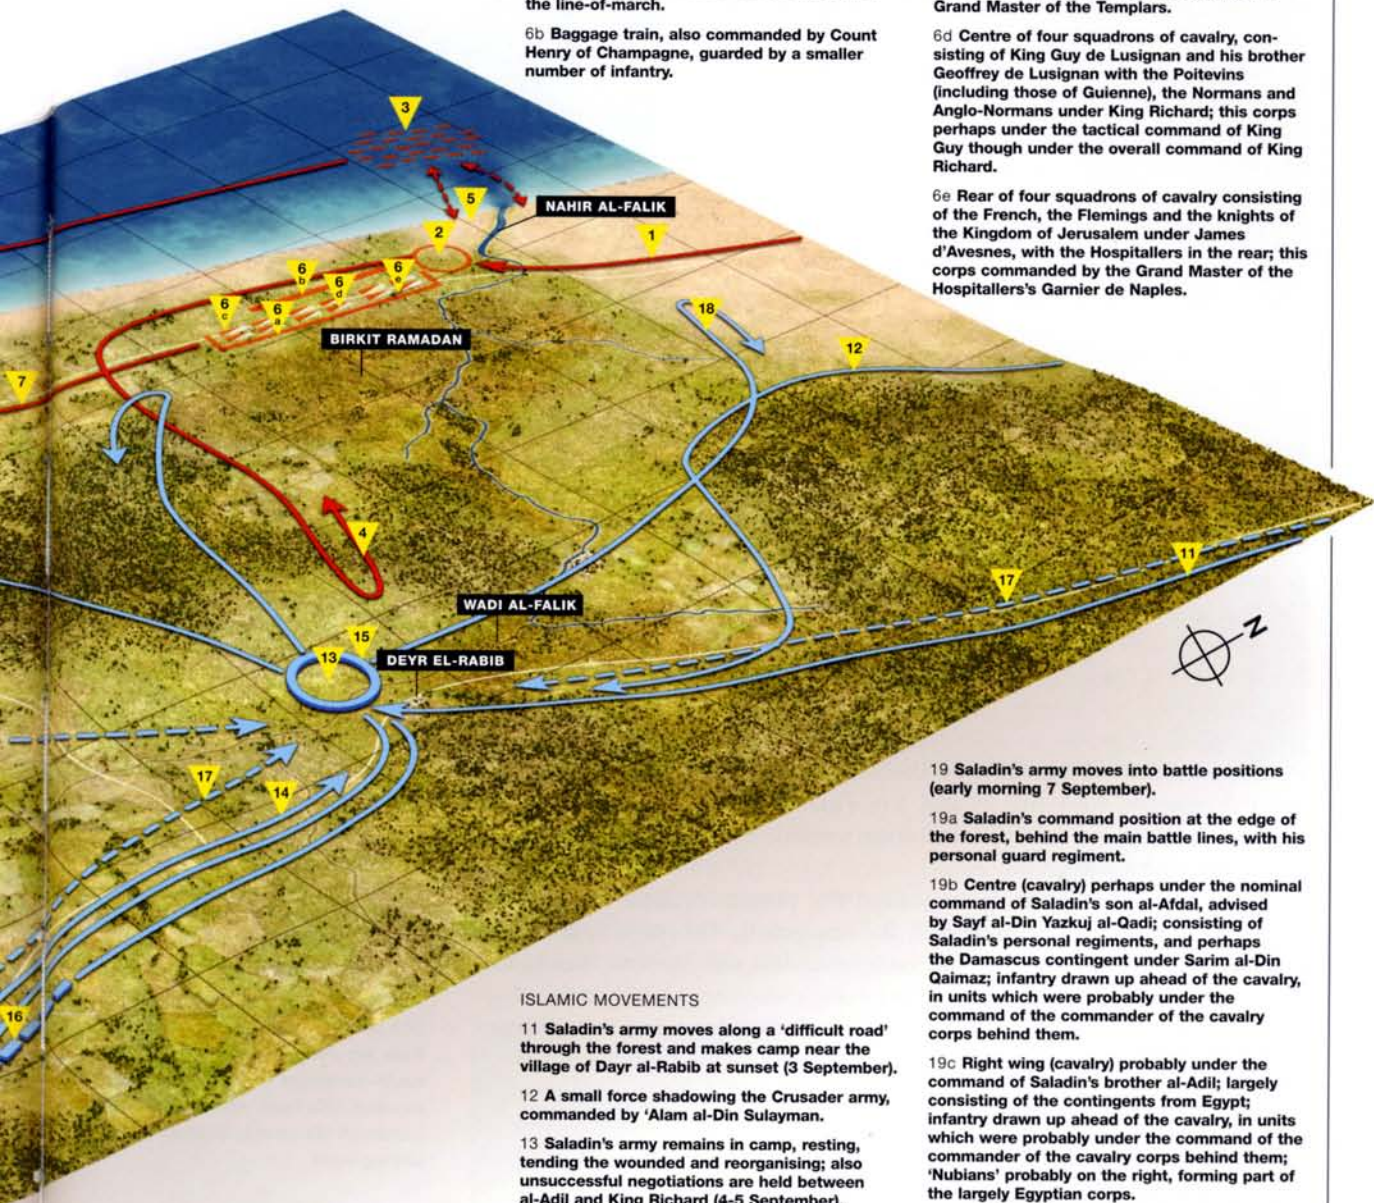 the line-of-march.
6b Baggage train, also commanded by Count
Henry of Champagne, guarded by a smaller
number of infantry.
Grand Master of the Templars.
6d Centre of four squadrons of cavalry, con-
sisting of King Guy de Lusignan and his brother
Geoffrey de Lusignan with the Poitevins
(including those of Guienne), the Normans and
Anglo-Normans under King Richard; this corps
perhaps under the tactical command of King
Guy though under the overall command of King
Richard.
6e Rear of four squadrons of cavalry consisting
of the French, the Flemings and the knights of
the Kingdom of Jerusalem under James
d'Avesnes, with the Hospitallers in the rear; this
corps commanded by the Grand Master of the
Hospitallers's Garnier de Naples.
3
5
NAHIR AL-FALIK
2
1
6
b
6
d
6
e
6
c
6
a
18
BIRKIT RAMADAN
12
7
4
11
17
WADI AL-FALIK
15
13
DEYR EL-RABIB
N
17
14
16
ISLAMIC MOVEMENTS
11 Saladin's army moves along a 'difficult road'
through the forest and makes camp near the
village of Dayr al-Rabib at sunset (3 September).
12 A small force shadowing the Crusader army,
commanded by 'Alam al-Din Sulayman.
13 Saladin's army remains in camp, resting,
tending the wounded and reorganising; also
unsuccessful negotiations are held between
al-Adil and King Richard (4-5 September).
19 Saladin's army moves into battle positions
(early morning 7 September).
19a Saladin's command position at the edge of
the forest, behind the main battle lines, with his
personal guard regiment.
19b Centre (cavalry) perhaps under the nominal
command of Saladin's son al-Afdal, advised
by Sayf al-Din Yazkuj al-Qadi; consisting of
Saladin's personal regiments, and perhaps
the Damascus contingent under Sarim al-Din
Qaimaz; infantry drawn up ahead of the cavalry,
in units which were probably under the
command of the commander of the cavalry
corps behind them.
19c Right wing (cavalry) probably under the
command of Saladin's brother al-Adil; largely
consisting of the contingents from Egypt;
infantry drawn up ahead of the cavalry, in units
which were probably under the command of the
commander of the cavalry corps behind them;
'Nubians' probably on the right, forming part of
the largely Egyptian corps.